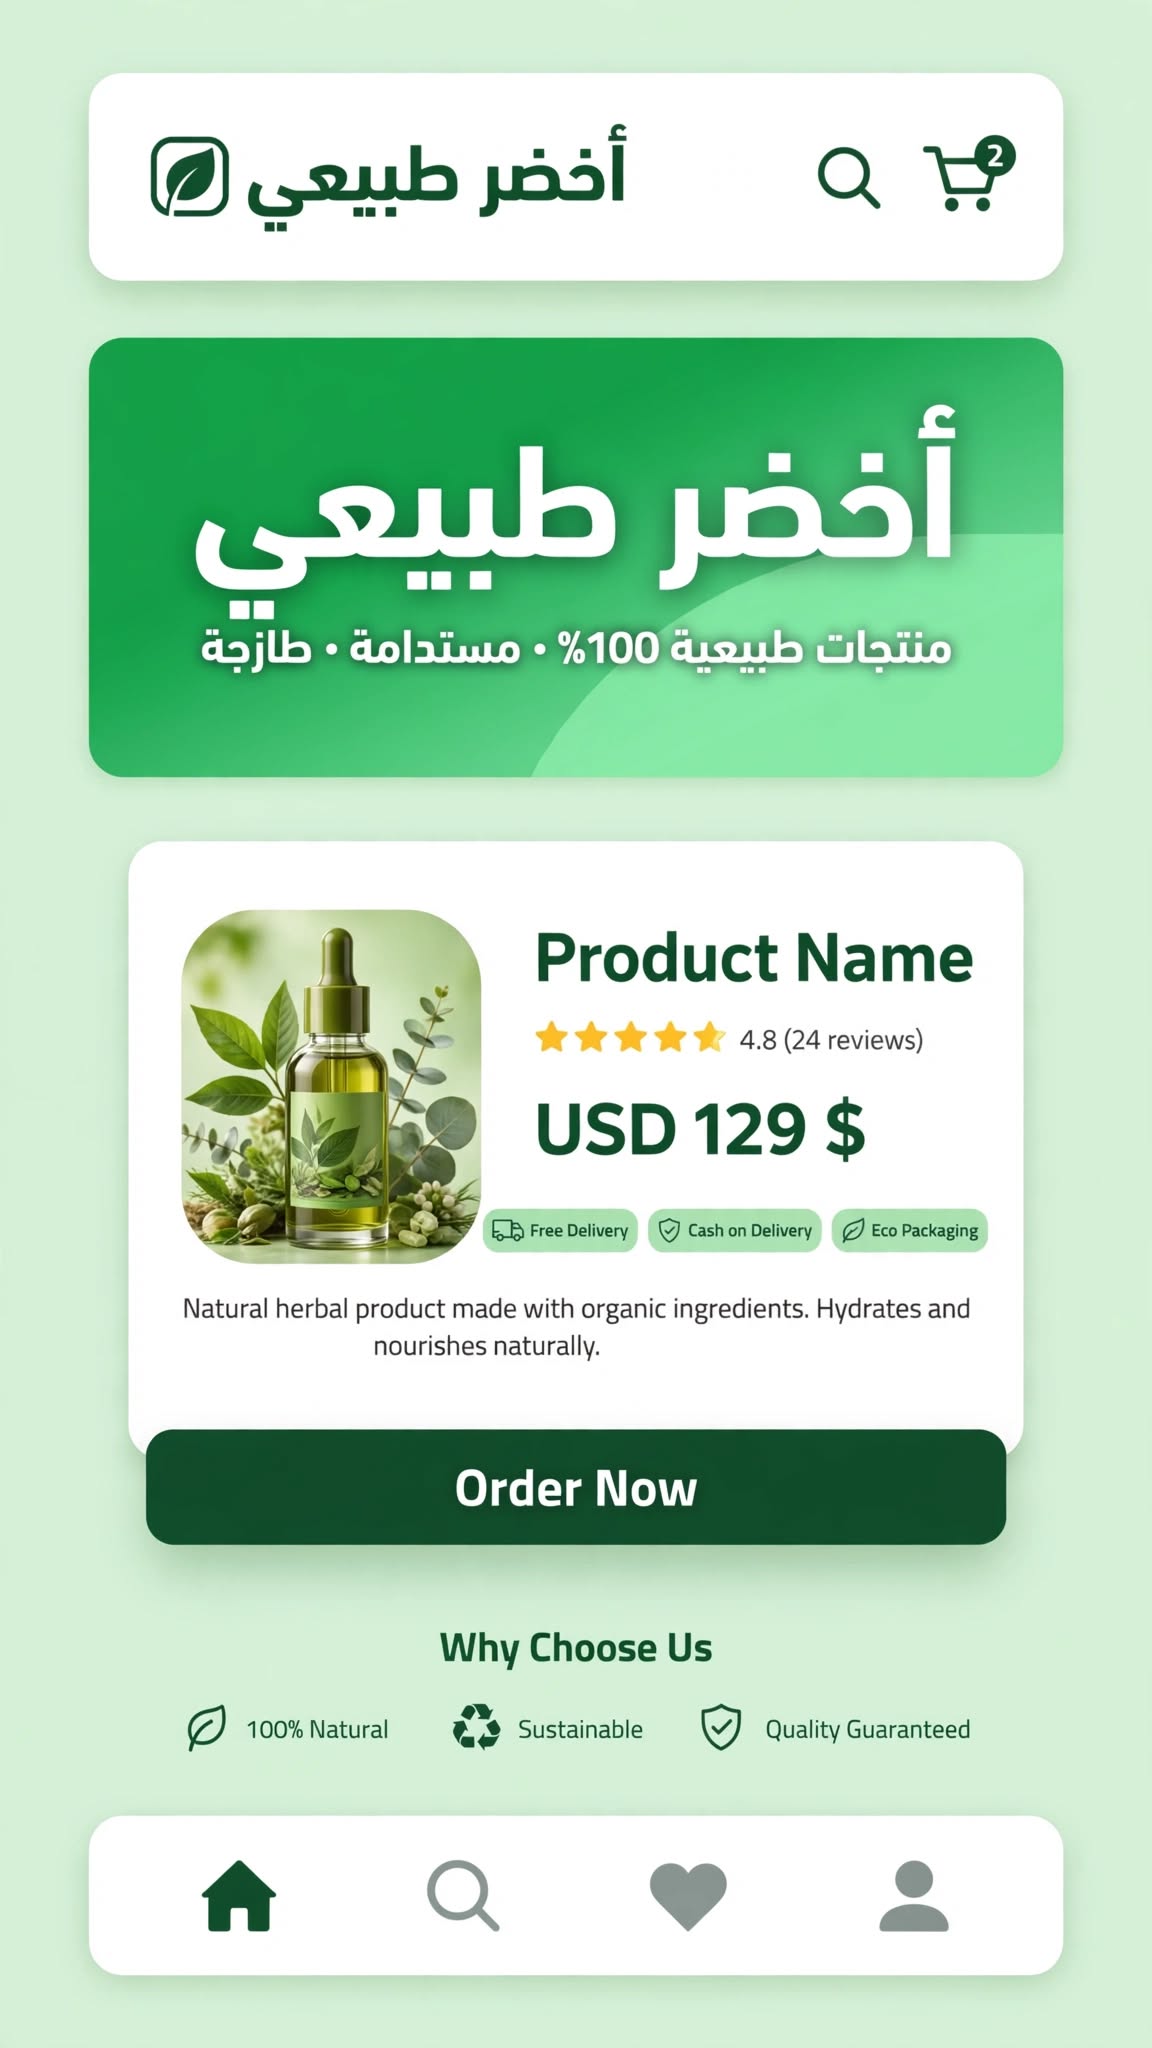 أخضر طبيعي
2
أخضر طبيعي
منتجات طبيعية 100% • مستدامة • طازجة
Product Name
4.8 (24 reviews)
USD 129 $
Free Delivery
Cash on Delivery
Eco Packaging
Natural herbal product made with organic ingredients. Hydrates and
nourishes naturally.
Order Now
Why Choose Us
100% Natural
Sustainable
Quality Guaranteed